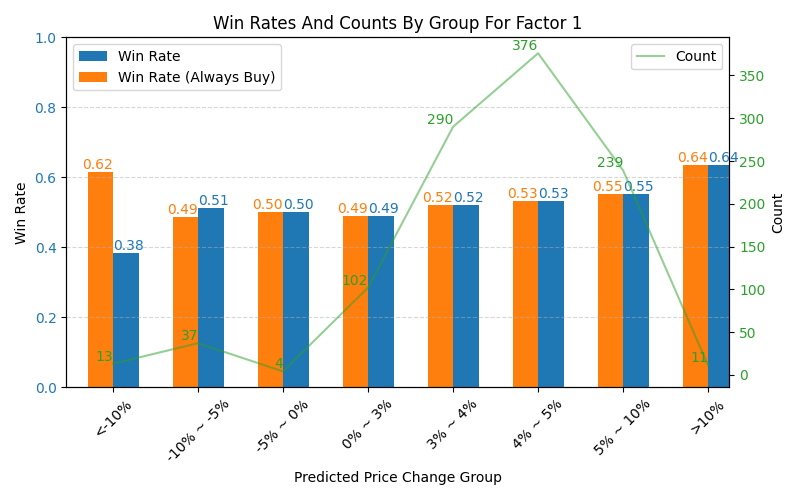 Win Rates And Counts By Group For Factor 1
Win Rate
Win Rate (Always Buy)
Count
1.0
0.8
0.6
0.4
0.2
0.0
Win Rate
350
300
250
200
150
100
50
0
Count
0.62 0.38
0.49 0.51
0.50 0.50
0.49 0.49
0.52 0.52
0.53 0.53
0.55 0.55
0.64 0.64
13
37
4
102
290
376
239
11
<-10%
-10% ~ -5%
-5% ~ 0%
0% ~ 3%
3% ~ 4%
4% ~ 5%
5% ~ 10%
>10%
Predicted Price Change Group